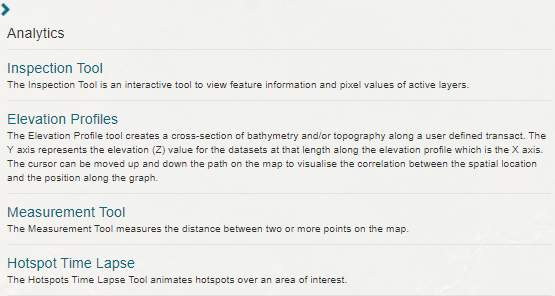 Analytics
Inspection Tool
The Inspection Tool is an interactive tool to view feature information and pixel values of active layers.
Elevation Profiles
The Elevation Profile tool creates a cross-section of bathymetry and/or topography along a user defined transact. The
Y axis represents the elevation (Z) value for the datasets at that length along the elevation profile which is the X axis.
The cursor can be moved up and down the path on the map to visualise the correlation between the spatial location
and the position along the graph.
Measurement Tool
The Measurement Tool measures the distance between two or more points on the map.
Hotspot Time Lapse
The Hotspots Time Lapse Tool animates hotspots over an area of interest.